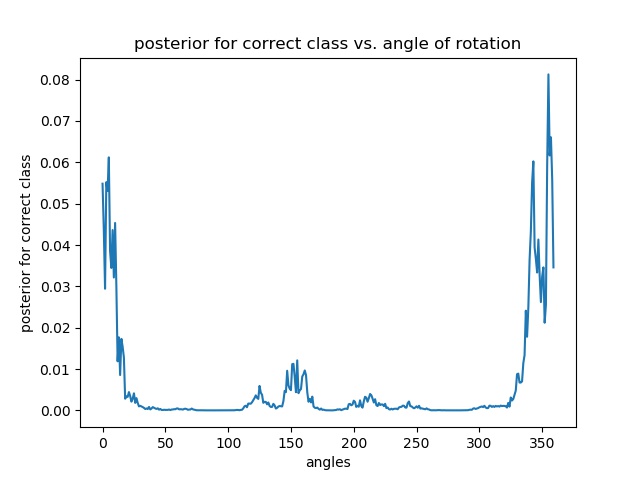 posterior for correct class vs. angle of rotation
0.08
0.07
0.06
0.05
0.04
0.03
0.02
0.01
0.00
posterior for correct class
0 50 100 150 200 250 300 350
angles